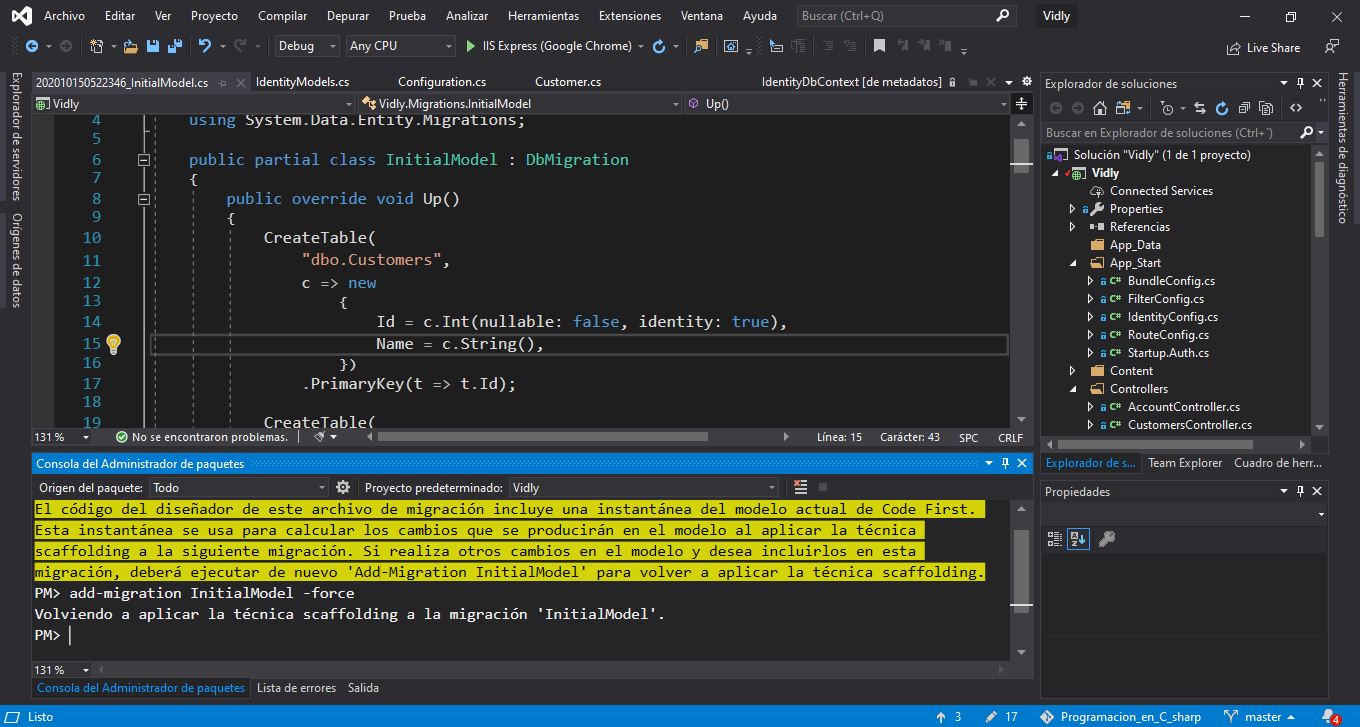 Archivo Editar Ver Proyecto Compilar Depurar Prueba Analizar Herramientas Extensiones Ventana Ayuda Buscar (Ctrl+Q) Vidly
Debug Any CPU IIS Express (Google Chrome) Live Share
Explorador de servidores
Orígenes de datos
202010150522346_InitialModel.cs IdentityModels.cs Configuration.cs Customer.cs IdentityDbContext [de metadatos]
Vidly Vidly.Migrations.InitialModel Up()
4 using System.Data.Entity.Migrations;
5
6 public partial class InitialModel : DbMigration
7 {
8 public override void Up()
9 {
10 CreateTable(
11 "dbo.Customers",
12 c => new
13 {
14 Id = c.Int(nullable: false, identity: true),
15 Name = c.String(),
16 })
17 .PrimaryKey(t => t.Id);
18
19 CreateTable(
131 % No se encontraron problemas. Línea: 15 Carácter: 43 SPC CRLF
Consola del Administrador de paquetes
Origen del paquete: Todo Proyecto predeterminado: Vidly
El código del diseñador de este archivo de migración incluye una instantánea del modelo actual de Code First.
Esta instantánea se usa para calcular los cambios que se producirán en el modelo al aplicar la técnica
scaffolding a la siguiente migración. Si realiza otros cambios en el modelo y desea incluirlos en esta
migración, deberá ejecutar de nuevo 'Add-Migration InitialModel' para volver a aplicar la técnica scaffolding.
PM> add-migration InitialModel -force
Volviendo a aplicar la técnica scaffolding a la migración 'InitialModel'.
PM>
131 %
Consola del Administrador de paquetes Lista de errores Salida
Explorador de soluciones
Buscar en Explorador de soluciones (Ctrl+´)
Solución "Vidly" (1 de 1 proyecto)
Vidly
Connected Services
Properties
Referencias
App_Data
App_Start
C# BundleConfig.cs
C# FilterConfig.cs
C# IdentityConfig.cs
C# RouteConfig.cs
C# Startup.Auth.cs
Content
Controllers
C# AccountController.cs
C# CustomersController.cs
Explorador de s... Team Explorer Cuadro de herr...
Propiedades
Herramientas de diagnóstico
Listo 3 17 Programacion_en_C_sharp master 4